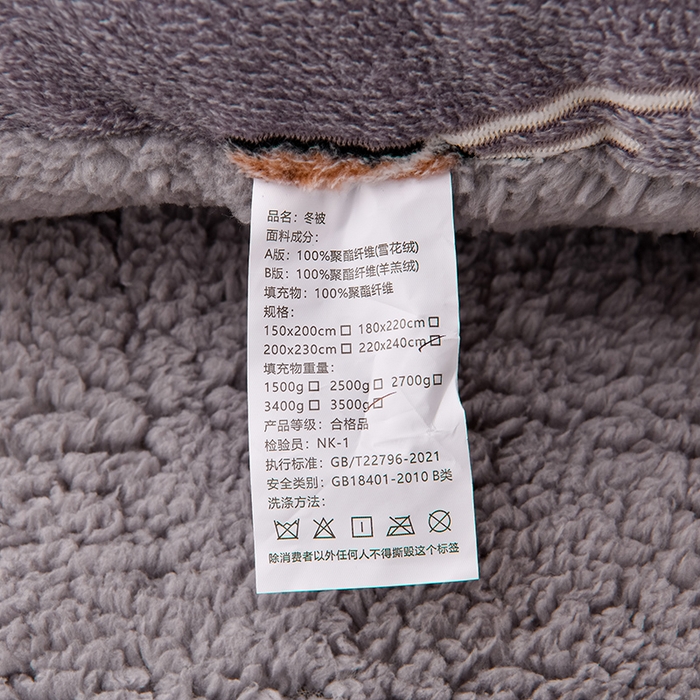 品名：冬被
面料成分：
A版：100%聚酯纤维(雪花绒)
B版：100%聚酯纤维(羊羔绒)
填充物：100%聚酯纤维
规格：
150x200cm□ 180x220cm□
200x230cm□ 220x240cm□
填充物重量：
1500g□ 2500g□ 2700g□
3400g□ 3500g□
产品等级：合格品
检验员：NK-1
执行标准：GB/T22796-2021
安全类别：GB18401-2010 B类
洗涤方法：
除消费者以外任何人不得撕毁这个标签